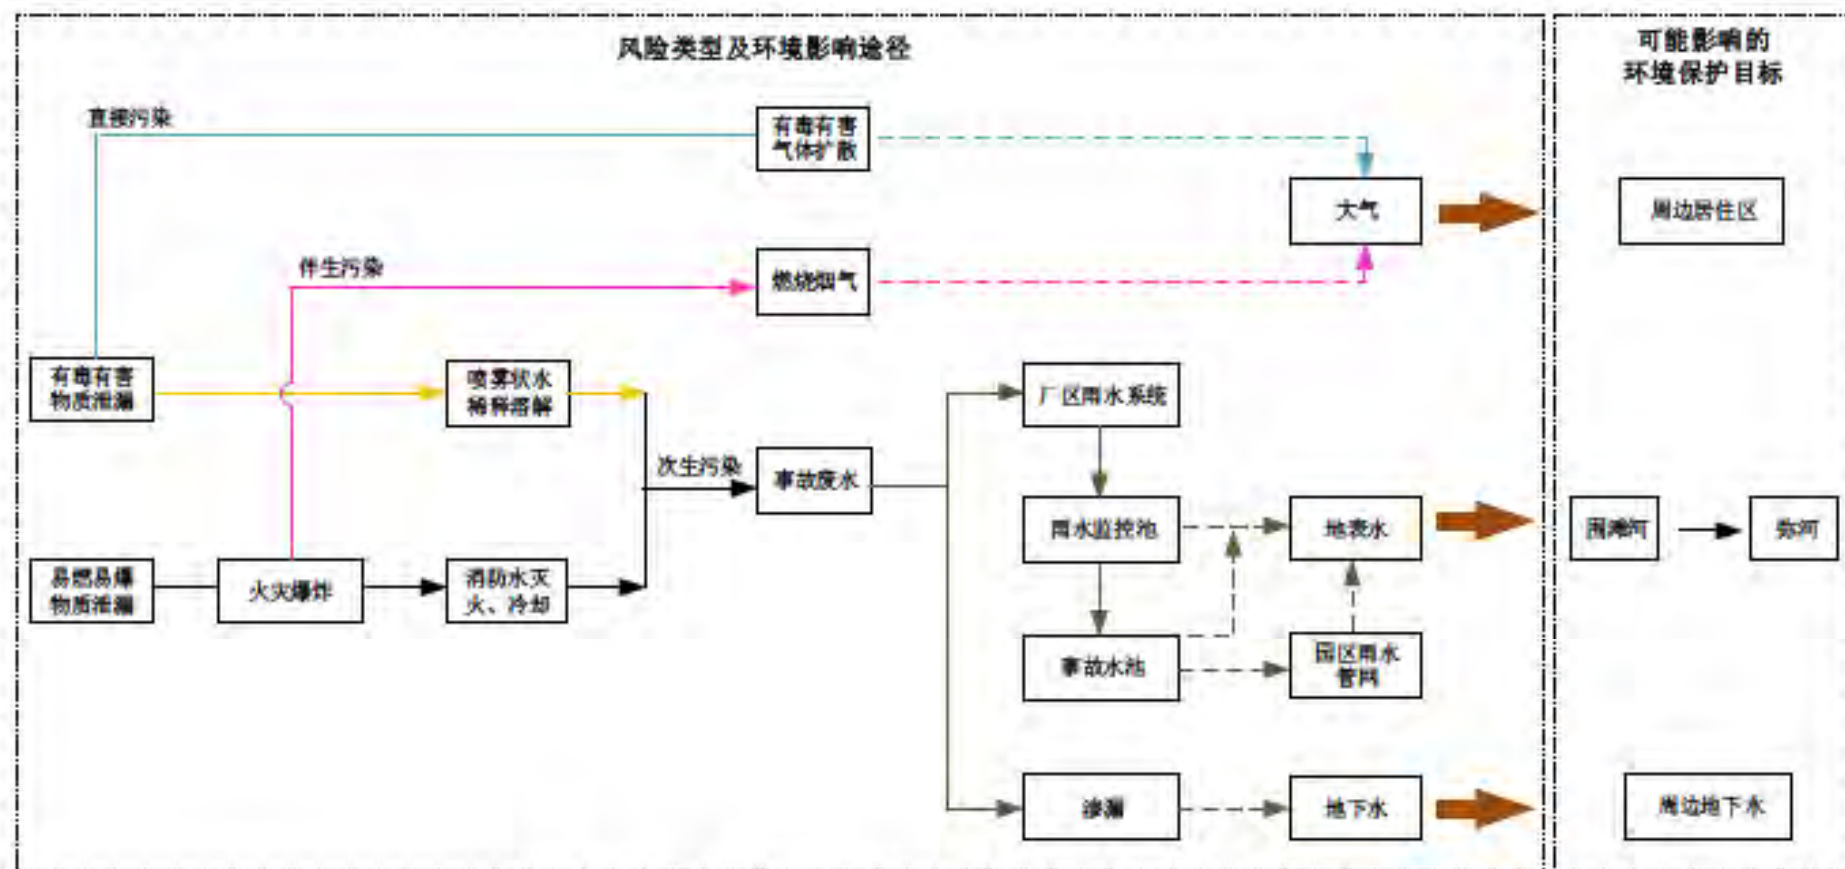 风险类型及环境影响途径
可能影响的
环境保护目标
直接污染
有毒有害
气体扩散
大气
周边居住区
伴生污染
燃烧烟气
有毒有害
物质泄漏
喷雾状水
稀释溶解
厂区雨水系统
次生污染
事故废水
雨水监控池
地表水
围滩河
弥河
易燃易爆
物质泄漏
火灾爆炸
消防水灭
火、冷却
事故水池
园区雨水
管网
渗漏
地下水
周边地下水